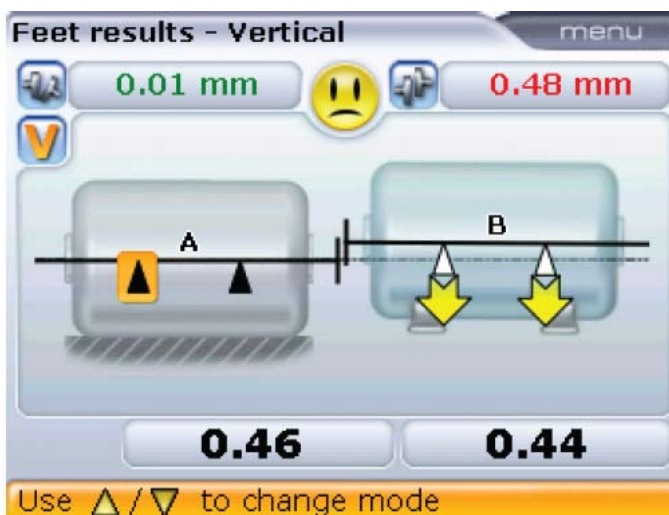 Feet results - Vertical
menu
0.01 mm
0.48 mm
V
A
B
0.46
0.44
Use △/▽ to change mode